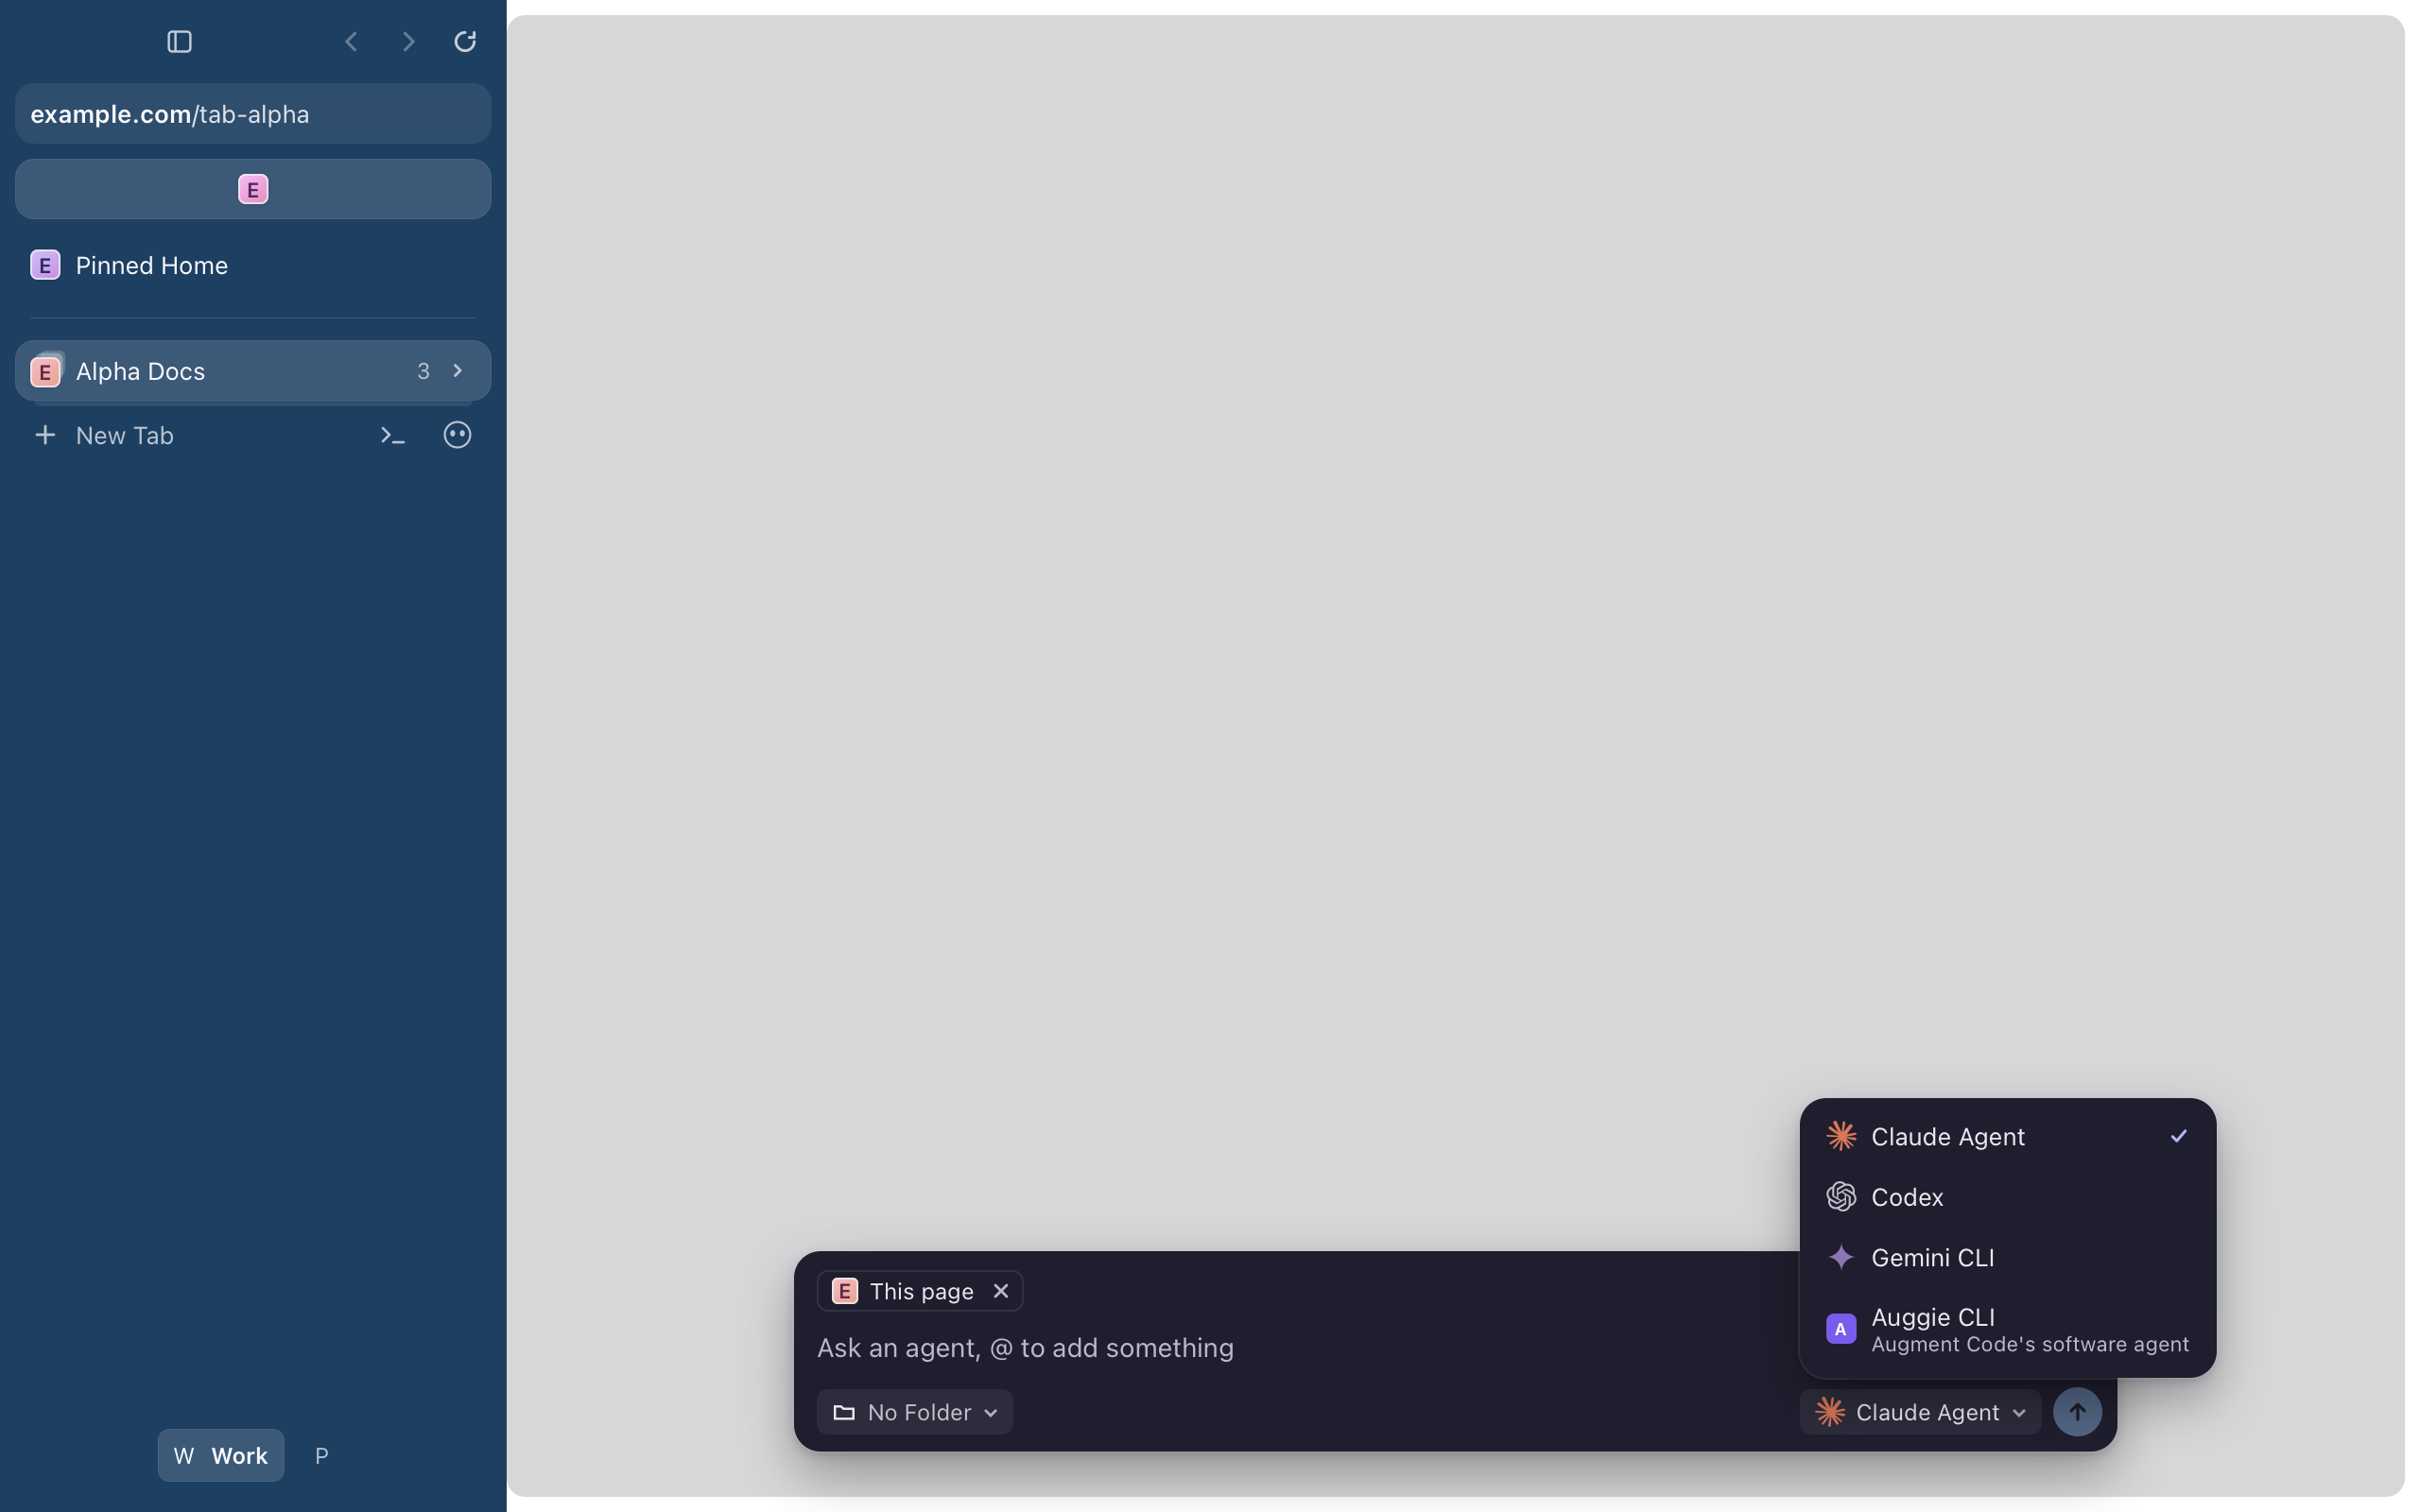 example.com/tab-alpha
E
E Pinned Home
E Alpha Docs 3
New Tab
Claude Agent
Codex
Gemini CLI
A Auggie CLI
Augment Code's software agent
E This page
Ask an agent, @ to add something
No Folder
Claude Agent
W Work P